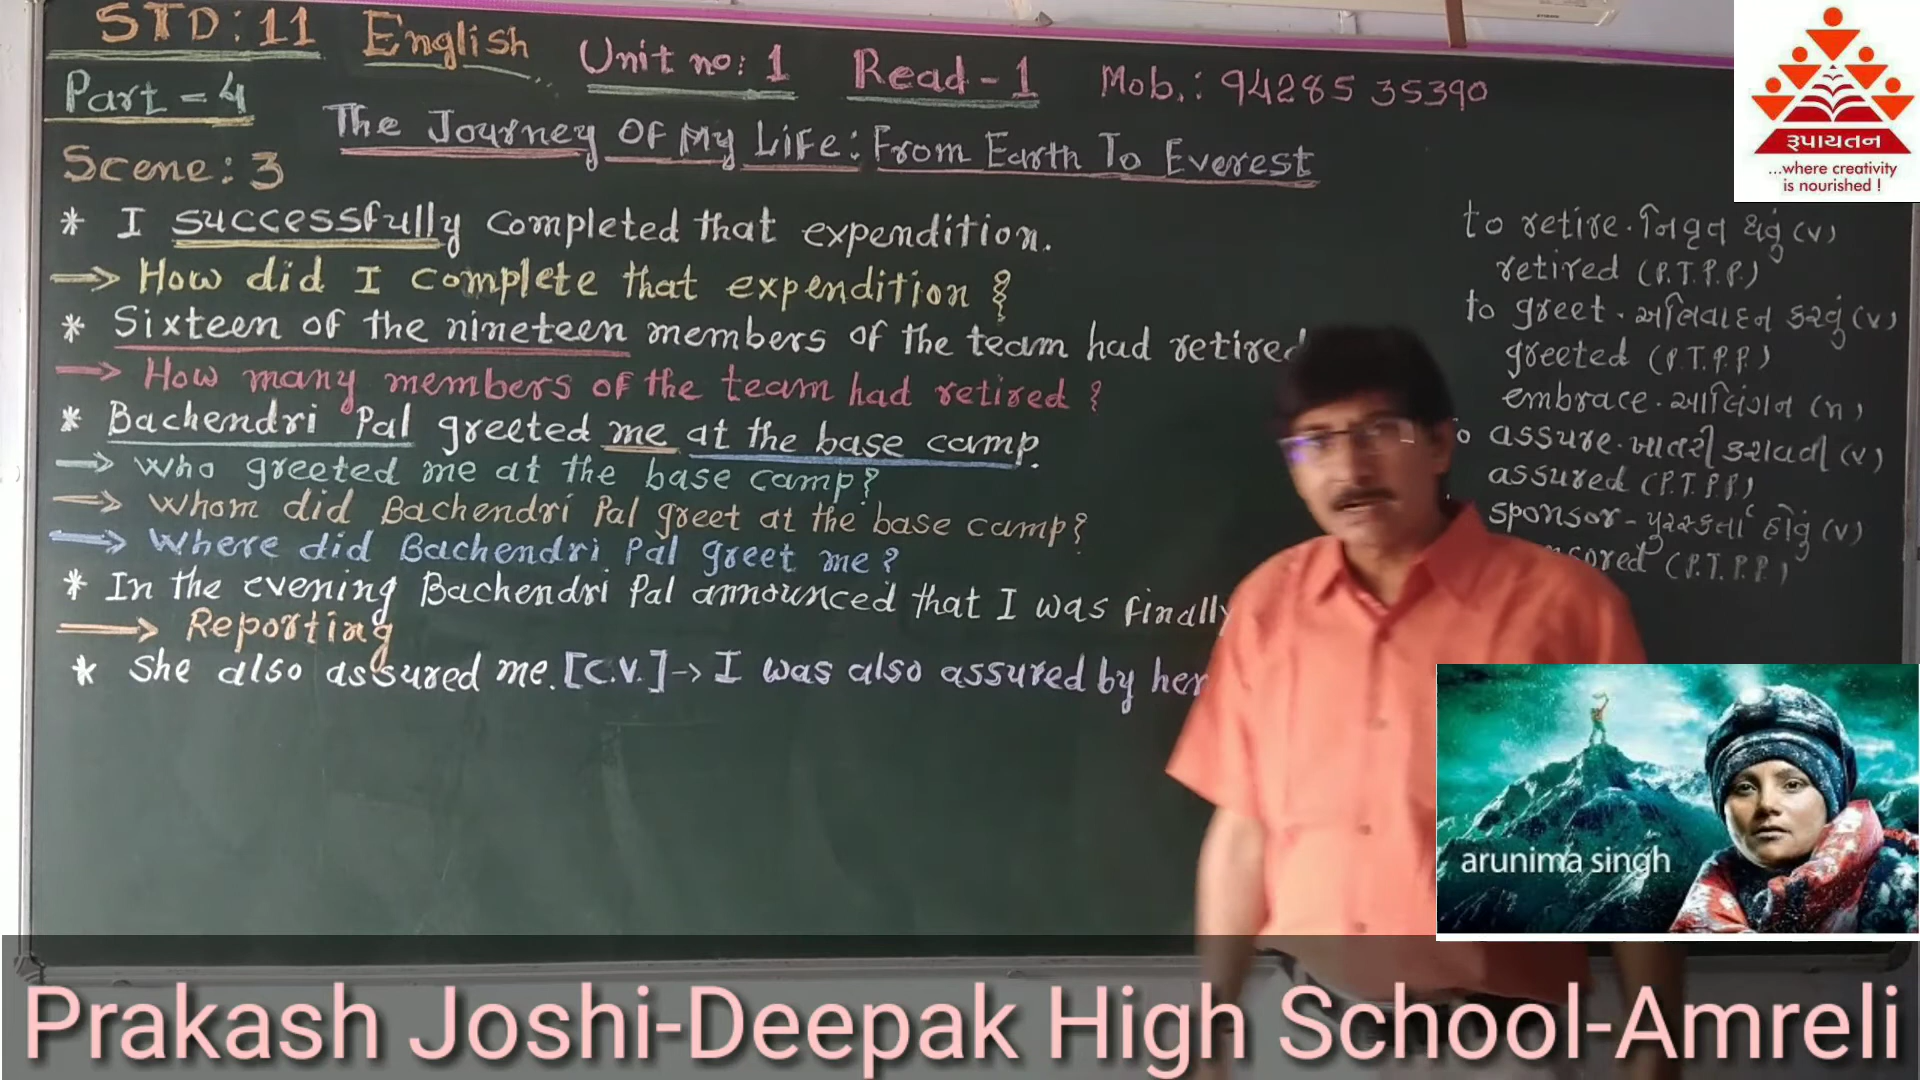 STD: 11 English Unit no: 1 Read - 1 Mob.: 94285 35390
Part - 4
The Journey Of My Life: From Earth To Everest
Scene: 3
* I successfully completed that expendition.
→ How did I complete that expendition ?
* Sixteen of the nineteen members of the team had retired
→ How many members of the team had retired ?
* Bachendri Pal greeted me at the base camp.
→ Who greeted me at the base camp?
→ Whom did Bachendri Pal greet at the base camp?
→ Where did Bachendri Pal greet me?
* In the evening Bachendri Pal announced that I was finally
→ Reporting
* She also assured me. [C.V.] → I was also assured by her
to retire. નિવૃત થવું (v)
retired (P.T.P.P.)
to greet. અભિવાદન કરવું (v)
greeted (P.T.P.P.)
embrace. આલિંગન (n)
to assure. ખાતરી કરાવવી (v)
assured (P.T.P.P.)
sponsor - પુરસ્કર્તા હોવું (v)
(P.T.P.P.)
રૂપાયતન
...where creativity
is nourished !
arunima singh
Prakash Joshi-Deepak High School-Amreli